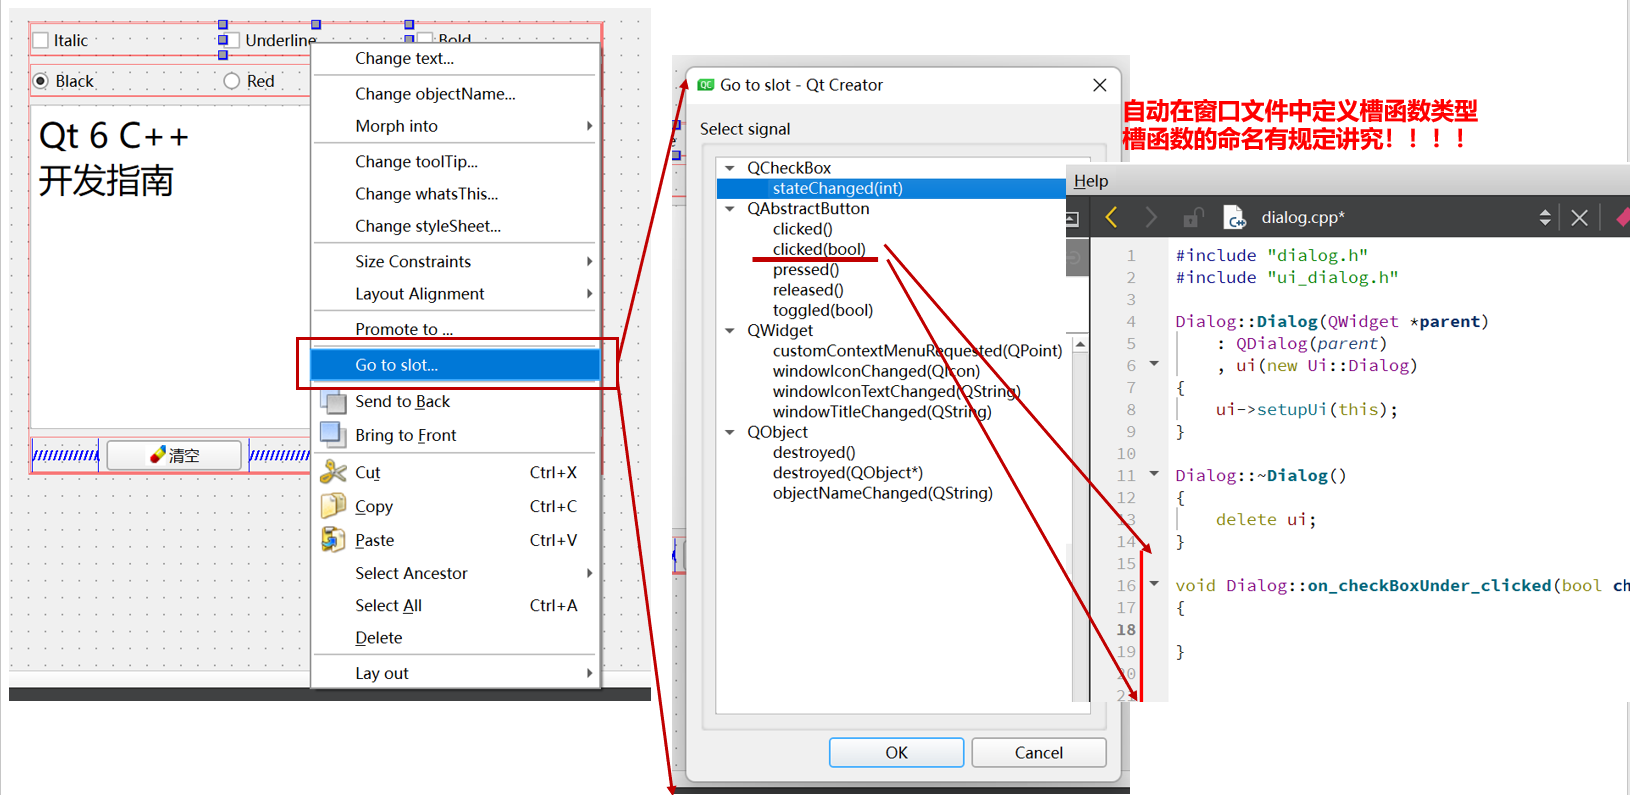 Italic
Underline
Bold
Black
Red
Qt 6 C++
开发指南
清空
Change text...
Change objectName...
Morph into
Change toolTip...
Change whatsThis...
Change styleSheet...
Size Constraints
Layout Alignment
Promote to ...
Go to slot...
Send to Back
Bring to Front
Cut Ctrl+X
Copy Ctrl+C
Paste Ctrl+V
Select Ancestor
Select All Ctrl+A
Delete
Lay out
QC Go to slot - Qt Creator
Select signal
QCheckBox
stateChanged(int)
QAbstractButton
clicked()
clicked(bool)
pressed()
released()
toggled(bool)
QWidget
customContextMenuRequested(QPoint)
windowIconChanged(QIcon)
windowIconTextChanged(QString)
windowTitleChanged(QString)
QObject
destroyed()
destroyed(QObject*)
objectNameChanged(QString)
OK
Cancel
自动在窗口文件中定义槽函数类型
槽函数的命名有规定讲究！！！！
Help
dialog.cpp*
1 #include "dialog.h"
2 #include "ui_dialog.h"
3
4 Dialog::Dialog(QWidget *parent)
5 : QDialog(parent)
6 , ui(new Ui::Dialog)
7 {
8 ui->setupUi(this);
9 }
10
11 Dialog::~Dialog()
12 {
13 delete ui;
14 }
15
16 void Dialog::on_checkBoxUnder_clicked(bool ch
17 {
18
19 }
20